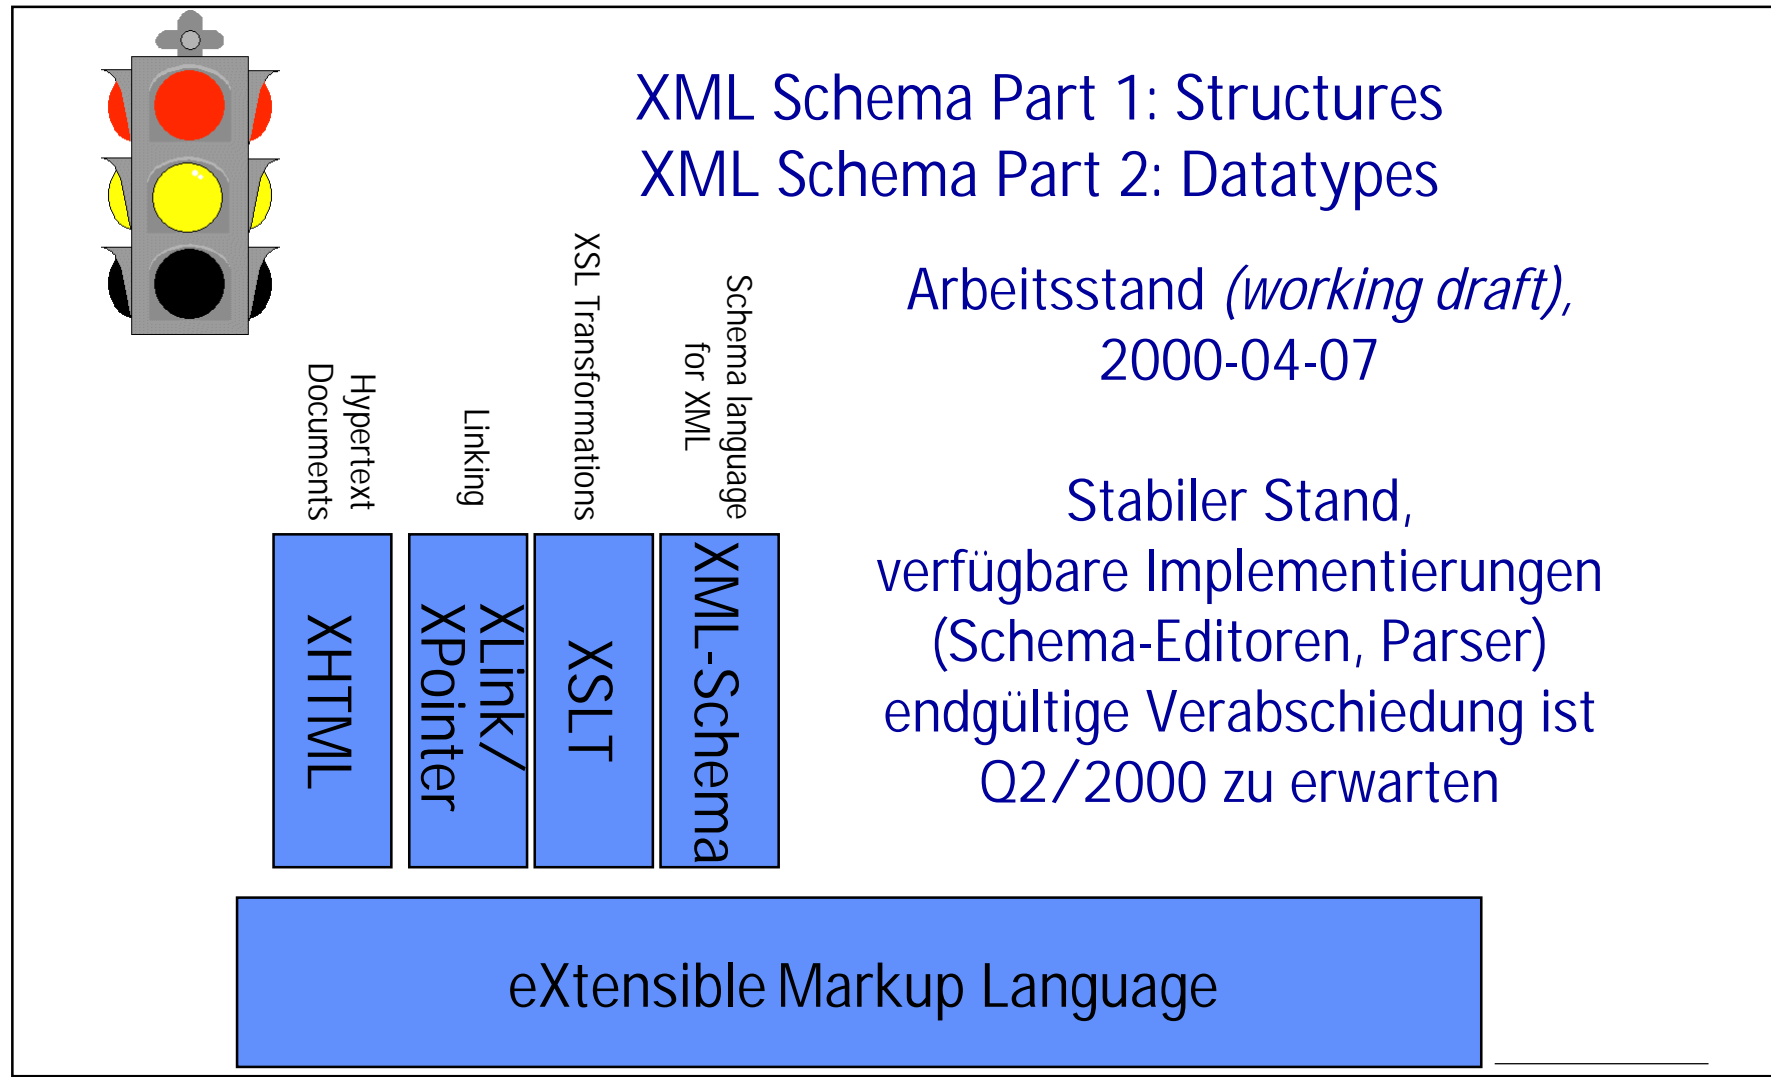 XML Schema Part 1: Structures
XML Schema Part 2: Datatypes
Arbeitsstand (working draft),
2000-04-07
Stabiler Stand,
verfügbare Implementierungen
(Schema-Editoren, Parser)
endgültige Verabschiedung ist
Q2/2000 zu erwarten
Hypertext
Documents
Linking
XSL Transformations
Schema language
for XML
XHTML
XLink/
XPointer
XSLT
XML-Schema
eXtensible Markup Language